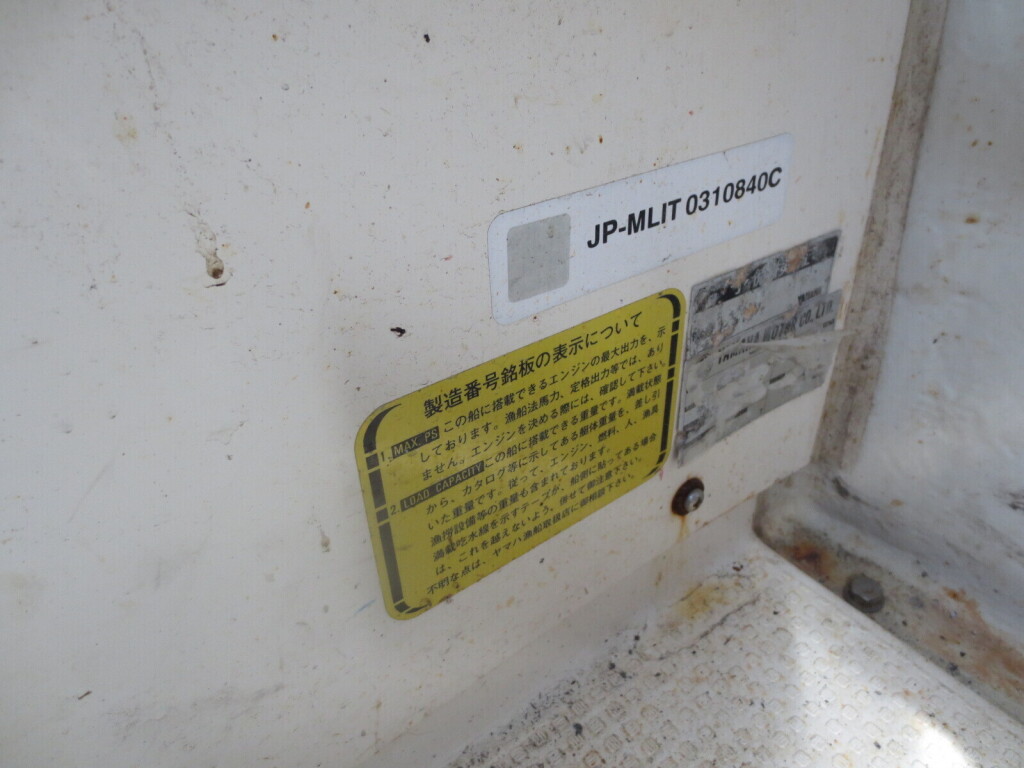 JP-MLIT 0310840C
YAMAHA MOTOR CO., LTD.
製造番号銘板の表示について
1. MAX PS この船に搭載できるエンジンの最大出力を、示
しております。漁船法馬力、定格出力等では、あり
ません。エンジンを決める際には、確認して下さい。
2. LOAD CAPACITY この船に搭載できる重量です。満載状態
から、カタログ等に示してある艇体重量を、差し引
いた重量です。従って、エンジン、燃料、人、漁具
漁撈設備等の重量も含まれております。
満載吃水線を示すテープが、船側に貼ってある場合
は、これを越えないよう、併せて御注意下さい。
不明な点は、ヤマハ漁船取扱店に御相談下さい。